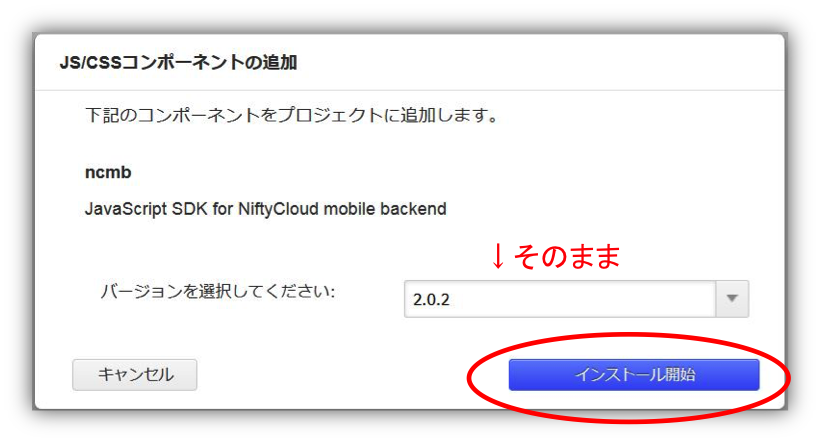 JS/CSSコンポーネントの追加
下記のコンポーネントをプロジェクトに追加します。
ncmb
JavaScript SDK for NiftyCloud mobile backend
↓そのまま
バージョンを選択してください:
2.0.2
キャンセル
インストール開始